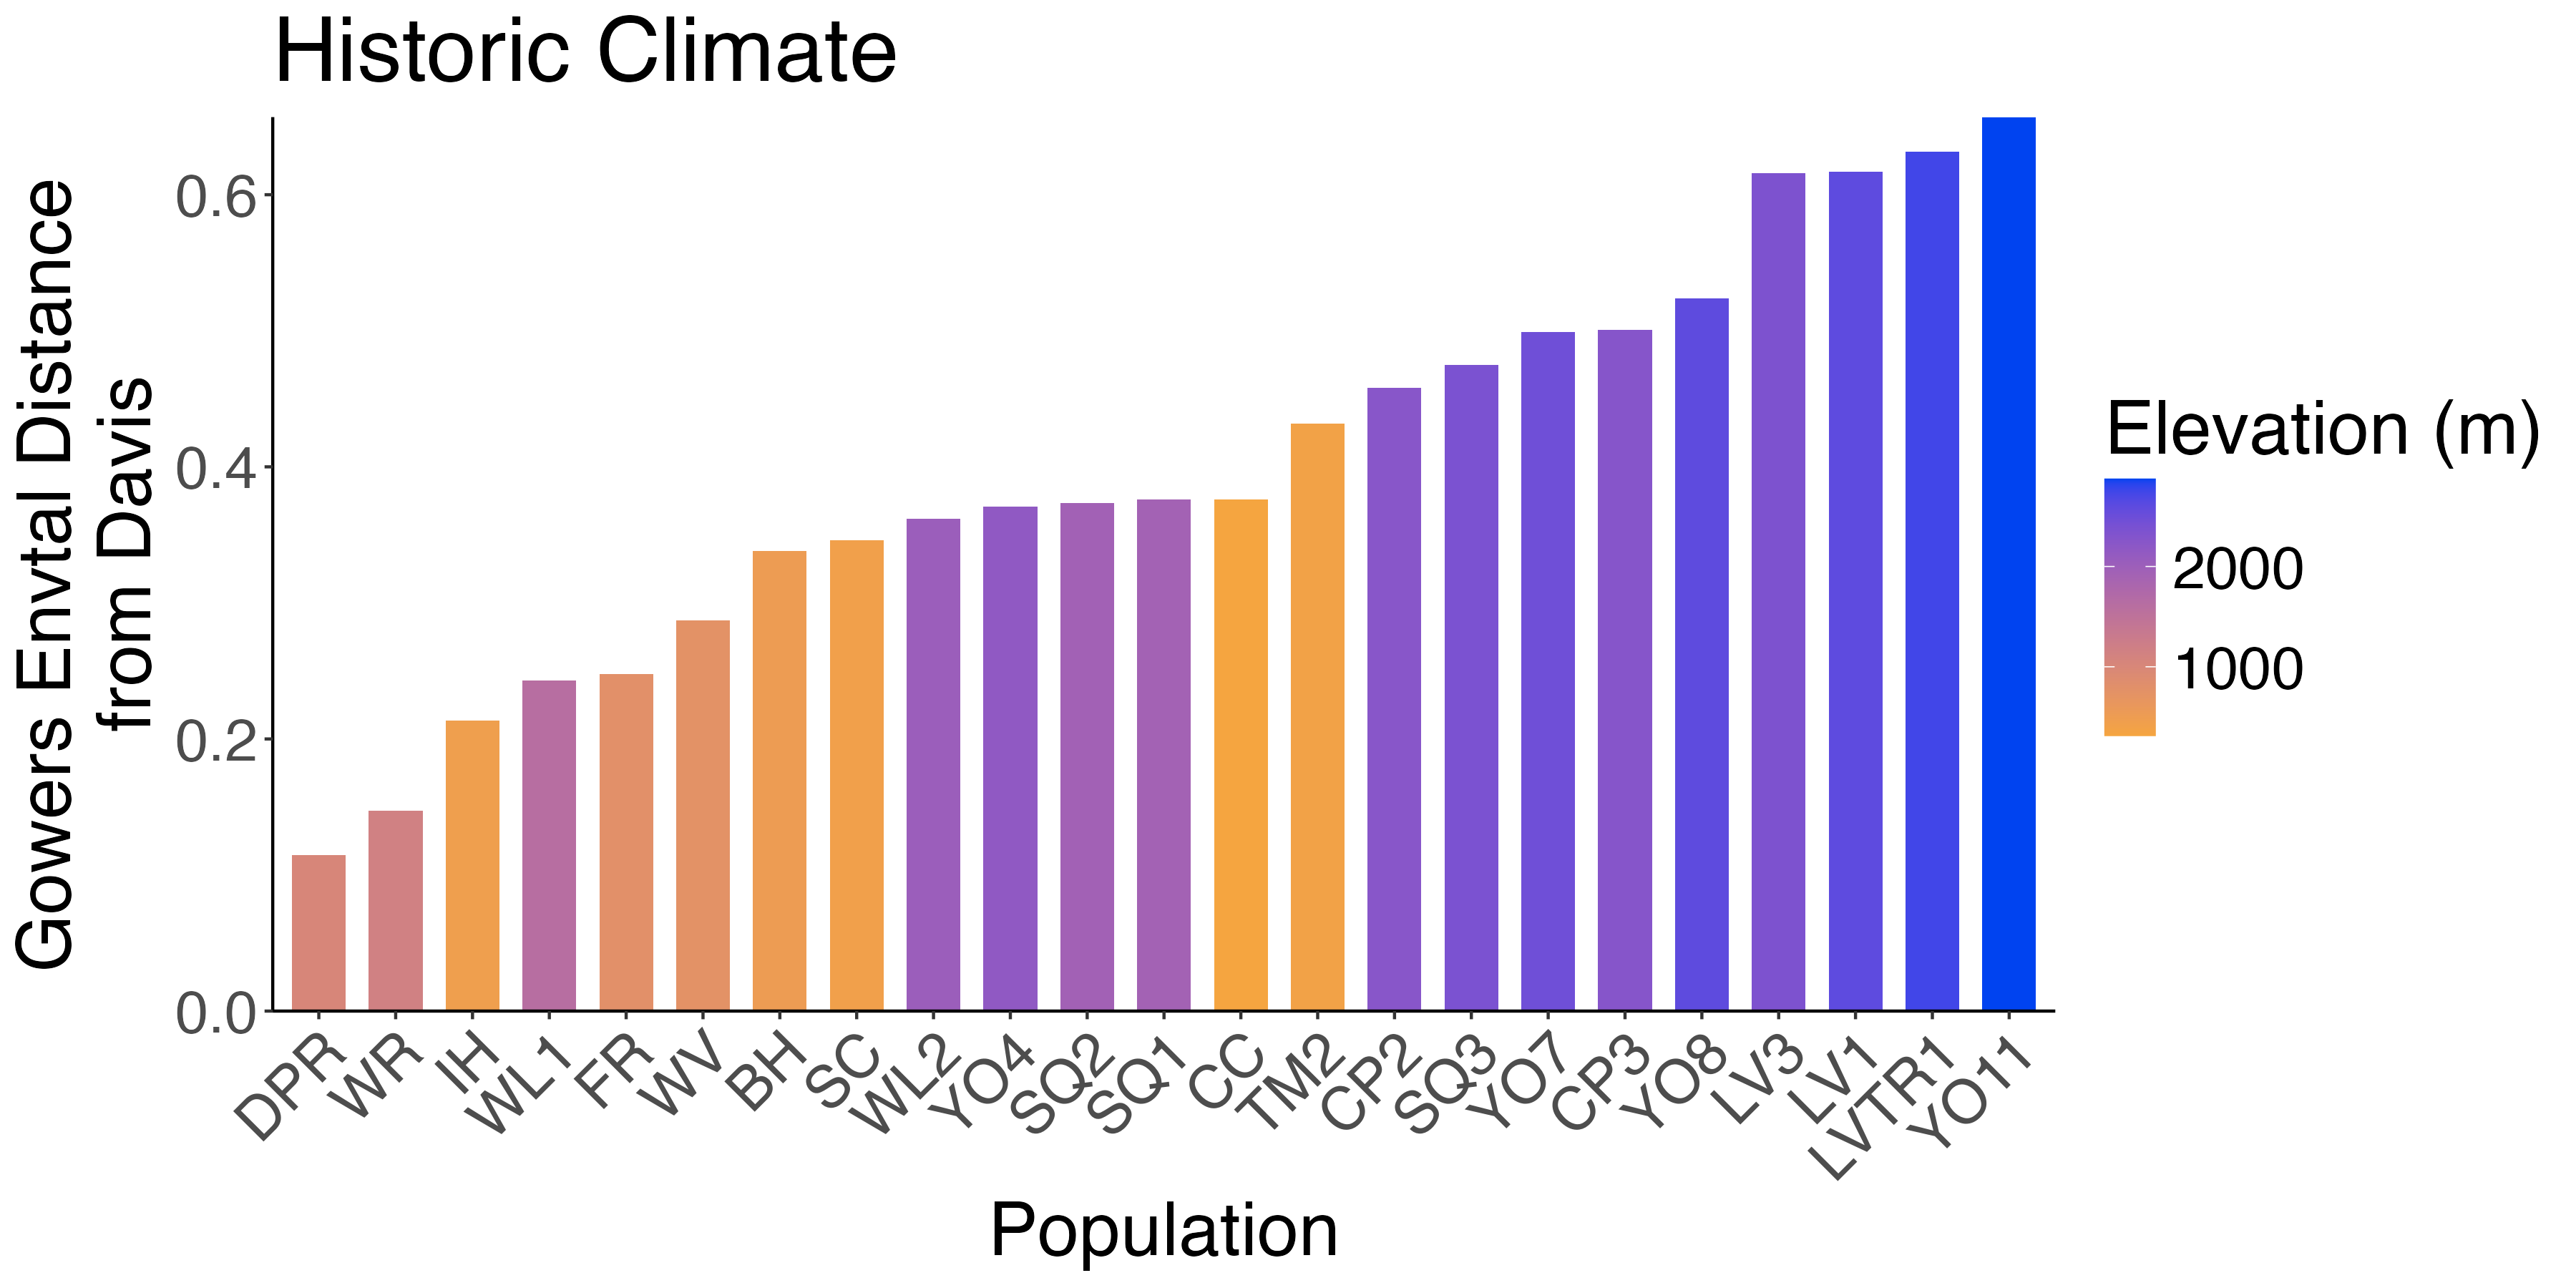 Historic Climate
Gowers Envtal Distance
from Davis
0.6
0.4
0.2
0.0
DPR
WR
IH
WL1
FR
WV
BH
SC
WL2
YO4
SQ2
SQ1
CC
TM2
CP2
SQ3
YO7
CP3
YO8
LV3
LV1
LVTR1
YO11
Population
Elevation (m)
2000
1000